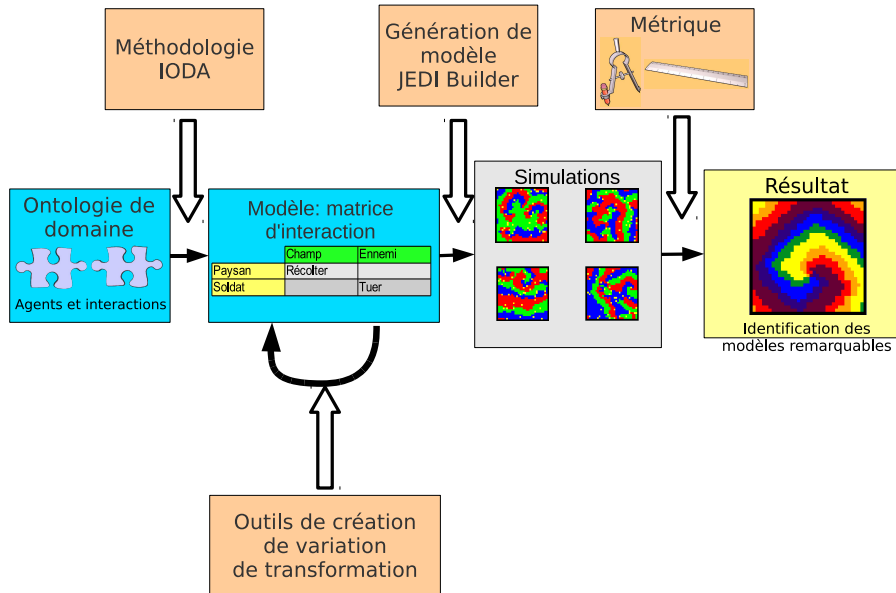 Méthodologie
IODA
Génération de
modèle
JEDI Builder
Métrique
Ontologie de
domaine
Agents et interactions
Modèle: matrice
d'interaction
Champ Ennemi
Paysan Récolter
Soldat Tuer
Simulations
Résultat
Identification des
modèles remarquables
Outils de création
de variation
de transformation